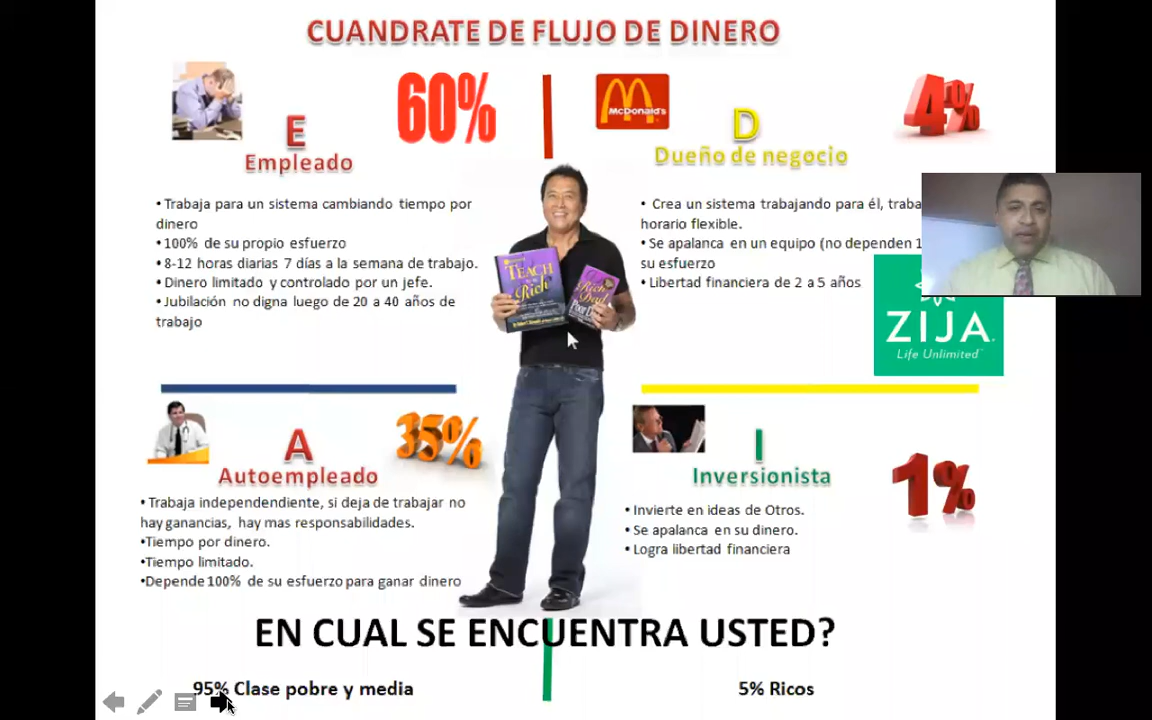 CUANDRATE DE FLUJO DE DINERO
60%
McDonald's
4%
E
Empleado
D
Dueño de negocio
• Trabaja para un sistema cambiando tiempo por
dinero
• 100% de su propio esfuerzo
• 8-12 horas diarias 7 días a la semana de trabajo.
• Dinero limitado y controlado por un jefe.
• Jubilación no digna luego de 20 a 40 años de
trabajo
• Crea un sistema trabajando para él,
horario flexible.
• Se apalanca en un equipo (no dependen
su esfuerzo
• Libertad financiera de 2 a 5 años
TEACH
Rich
Rich Dad
ZIJA
Life Unlimited™
A
Autoempleado
35%
I
Inversionista
1%
• Trabaja independendiente, si deja de trabajar no
hay ganancias, hay mas responsabilidades.
•Tiempo por dinero.
•Tiempo limitado.
•Depende 100% de su esfuerzo para ganar dinero
• Invierte en ideas de Otros.
• Se apalanca en su dinero.
• Logra libertad financiera
EN CUAL SE ENCUENTRA USTED?
95% Clase pobre y media
5% Ricos